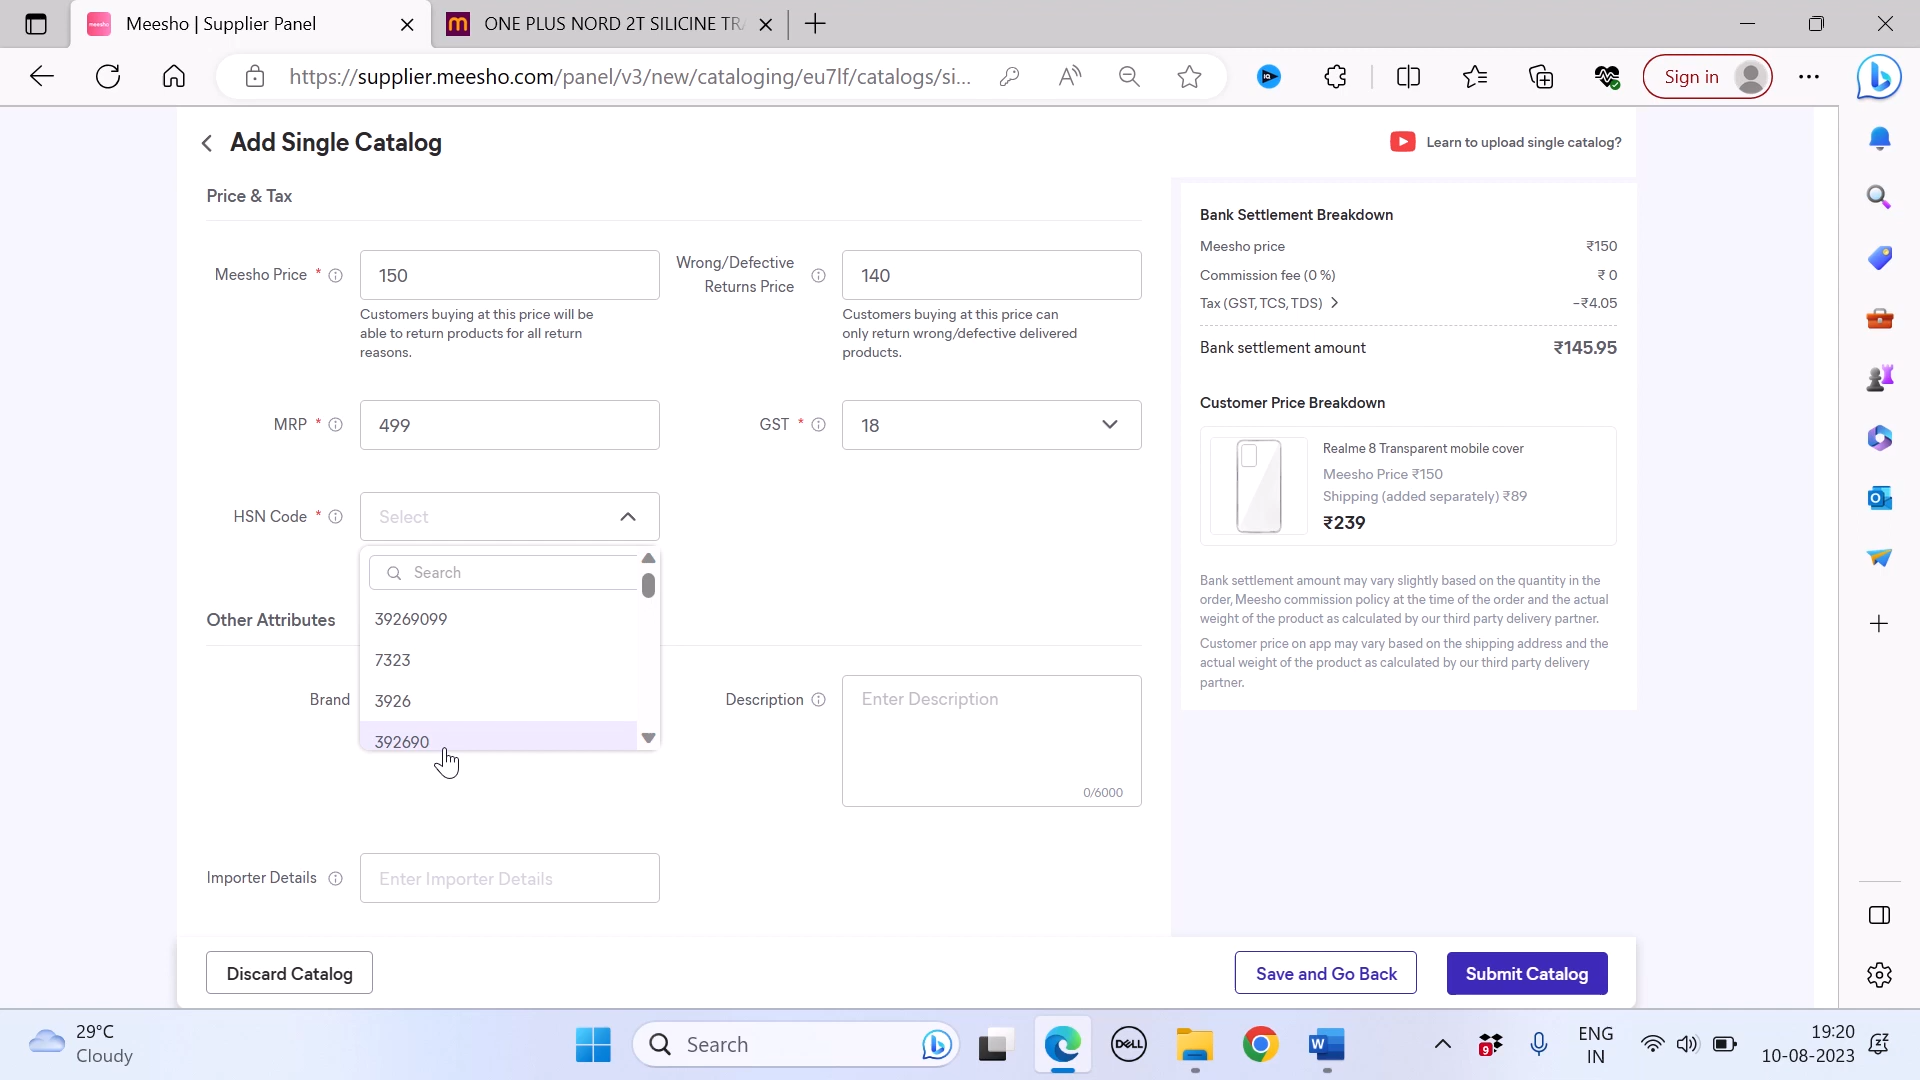 Meesho | Supplier Panel
ONE PLUS NORD 2T SILICINE TRA
https://supplier.meesho.com/panel/v3/new/cataloging/eu7lf/catalogs/si...
Sign in
Add Single Catalog
Learn to upload single catalog?
Price & Tax
Meesho Price *
150
Customers buying at this price will be
able to return products for all return
reasons.
Wrong/Defective
Returns Price
140
Customers buying at this price can
only return wrong/defective delivered
products.
MRP *
499
GST *
18
HSN Code *
Select
Search
39269099
7323
3926
392690
Other Attributes
Brand
Description
Enter Description
0/6000
Importer Details
Enter Importer Details
Bank Settlement Breakdown
Meesho price
₹150
Commission fee (0 %)
₹ 0
Tax (GST, TCS, TDS)
-₹4.05
Bank settlement amount
₹145.95
Customer Price Breakdown
Realme 8 Transparent mobile cover
Meesho Price ₹150
Shipping (added separately) ₹89
₹239
Bank settlement amount may vary slightly based on the quantity in the
order, Meesho commission policy at the time of the order and the actual
weight of the product as calculated by our third party delivery partner.
Customer price on app may vary based on the shipping address and the
actual weight of the product as calculated by our third party delivery
partner.
Discard Catalog
Save and Go Back
Submit Catalog
29°C
Cloudy
Search
DELL
9
ENG
IN
19:20
10-08-2023